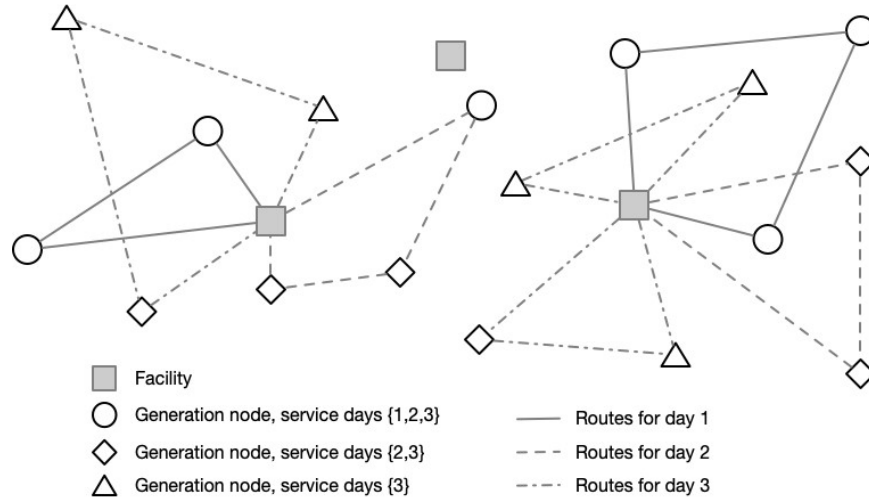 Facility
Generation node, service days {1,2,3}
Generation node, service days {2,3}
Generation node, service days {3}
Routes for day 1
Routes for day 2
Routes for day 3